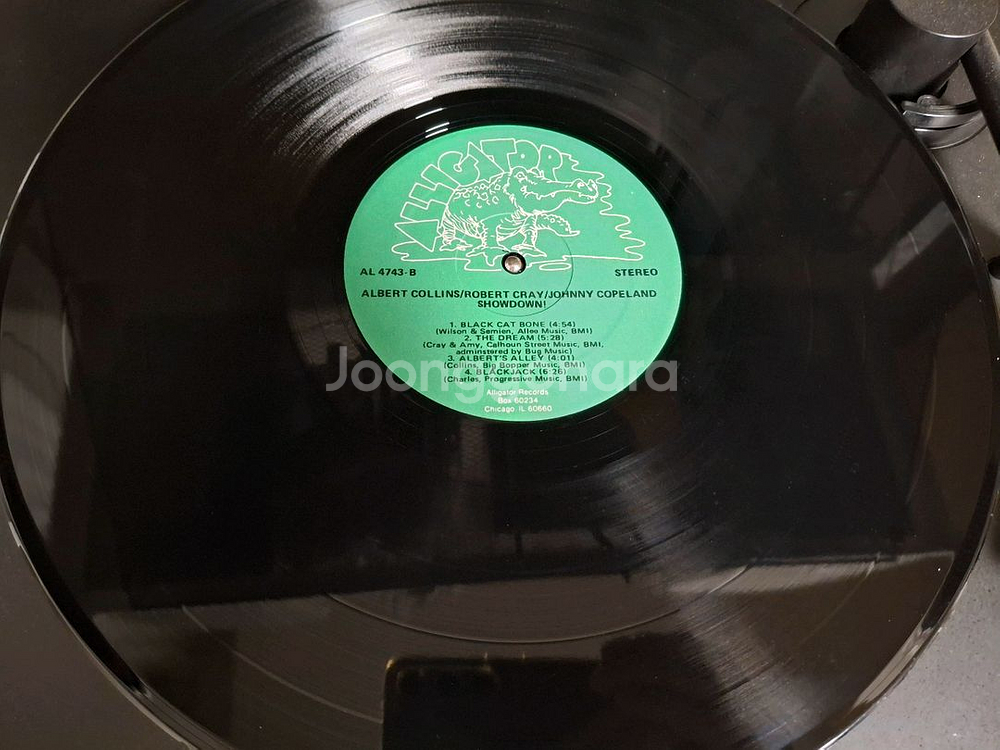 ALLIGATOR
AL 4743-B
STEREO
ALBERT COLLINS/ROBERT CRAY/JOHNNY COPELAND
SHOWDOWN!
1. BLACK CAT BONE (4:54)
(Wilson & Semien, Alleo Music, BMI)
2. THE DREAM (5:28)
(Cray & Amy, Calhoun Street Music, BMI,
adminstered by Bug Music)
3. ALBERT'S ALLEY (4:01)
(Collins, Big Bopper Music, BMI)
4. BLACKJACK (6:26)
(Charles, Progressive Music, BMI)
Joonggonara
Alligator Records
Box 60234
Chicago IL 60660